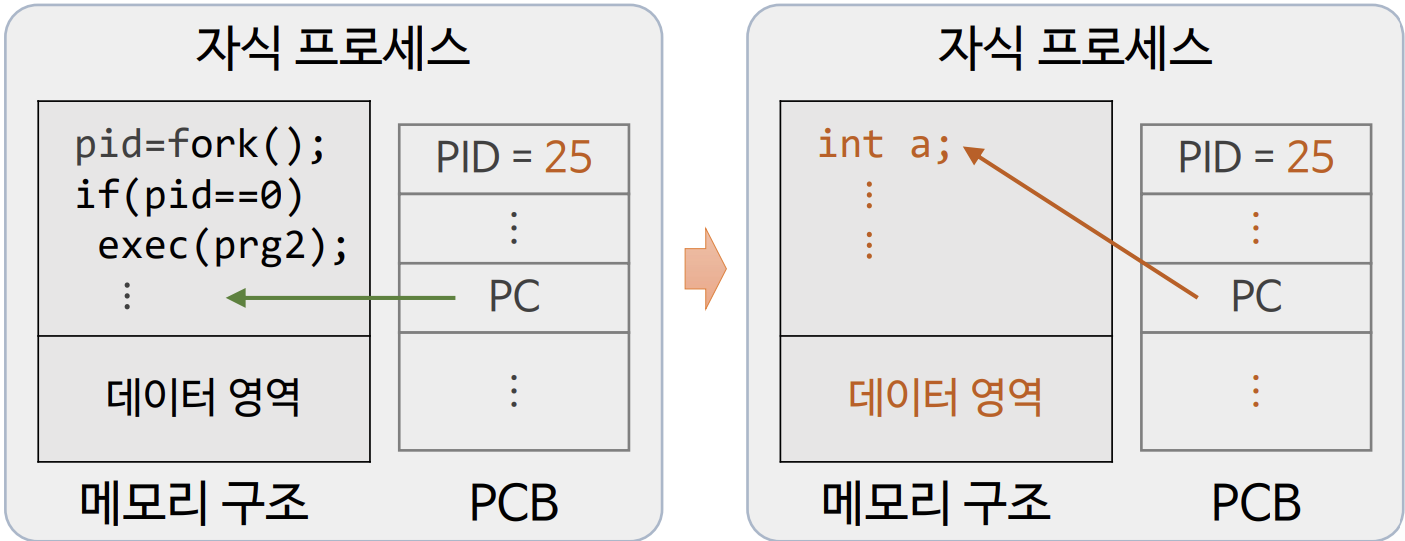 자식 프로세스
pid=fork();
if(pid==0)
exec(prg2);
⋮
데이터 영역
메모리 구조
PID = 25
⋮
PC
⋮
PCB
자식 프로세스
int a;
⋮
⋮
데이터 영역
메모리 구조
PID = 25
⋮
PC
⋮
PCB